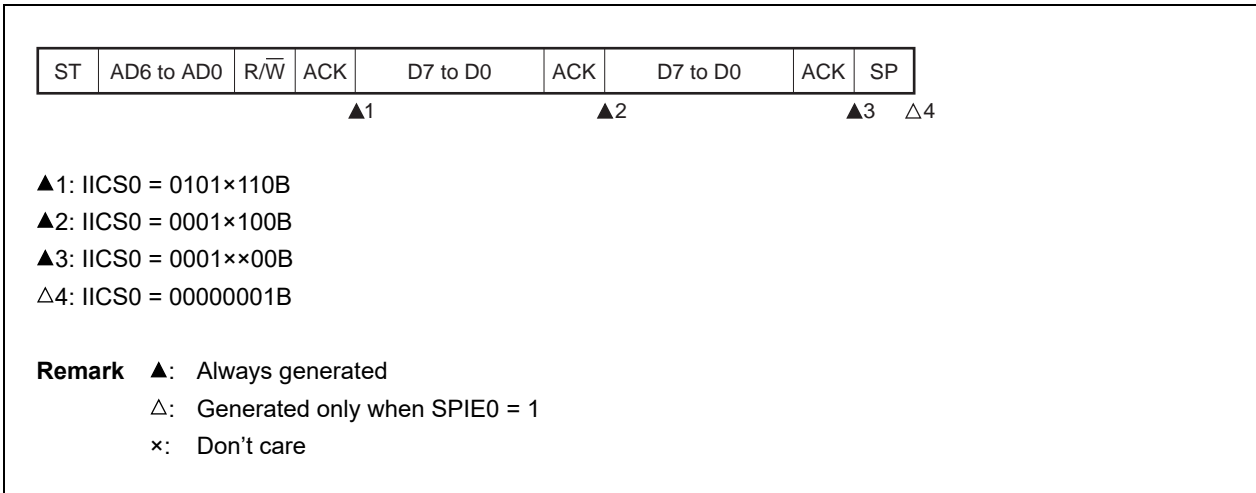 ST AD6 to AD0 R/W̅ ACK D7 to D0 ACK D7 to D0 ACK SP
▲1 ▲2 ▲3 △4
▲1: IICS0 = 0101×110B
▲2: IICS0 = 0001×100B
▲3: IICS0 = 0001××00B
△4: IICS0 = 00000001B
Remark ▲: Always generated
△: Generated only when SPIE0 = 1
×: Don’t care